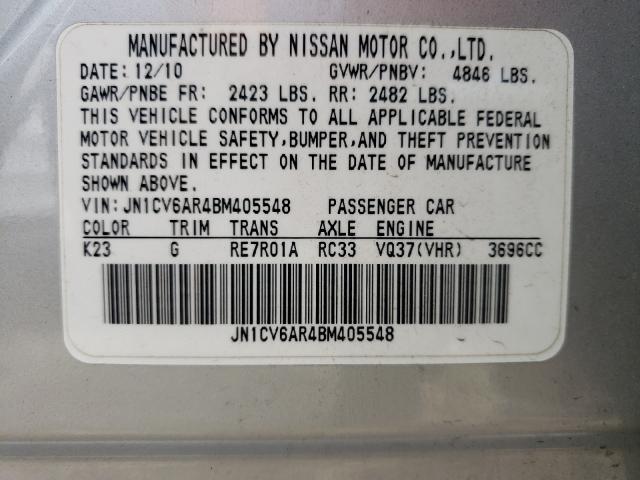 MANUFACTURED BY NISSAN MOTOR CO.,LTD.
DATE: 12/10 GVWR/PNBV: 4846 LBS.
GAWR/PNBE FR: 2423 LBS. RR: 2482 LBS.
THIS VEHICLE CONFORMS TO ALL APPLICABLE FEDERAL
MOTOR VEHICLE SAFETY,BUMPER,AND THEFT PREVENTION
STANDARDS IN EFFECT ON THE DATE OF MANUFACTURE
SHOWN ABOVE.
VIN:JN1CV6AR4BM405548 PASSENGER CAR
COLOR TRIM TRANS AXLE ENGINE
K23 G RE7R01A RC33 VQ37(VHR) 3696CC
JN1CV6AR4BM405548